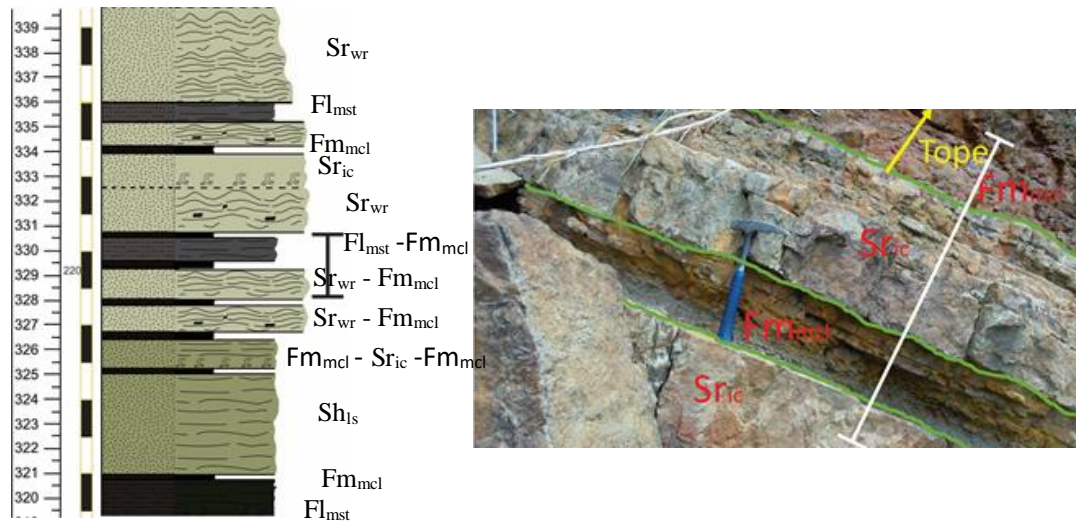 339
338
337
336
335
334
333
332
331
330
329
328
327
326
325
324
323
322
321
320
220
Srwr
Flmst
Fmmcl
Sric
Srwr
Flmst -Fmmcl
Srwr - Fmmcl
Srwr - Fmmcl
Fmmcl - Sric -Fmmcl
Shls
Fmmcl
Flmst
Tope
Sric
Fmmcl
Sric